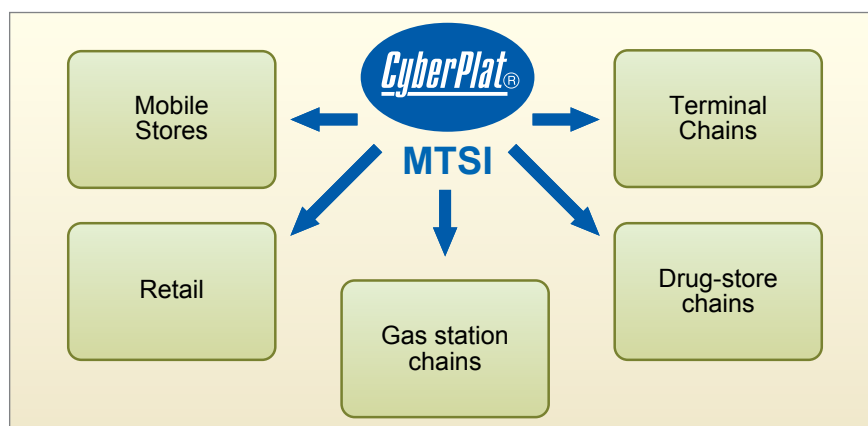 CyberPlat®
MTSI
Mobile
Stores
Terminal
Chains
Retail
Gas station
chains
Drug-store
chains